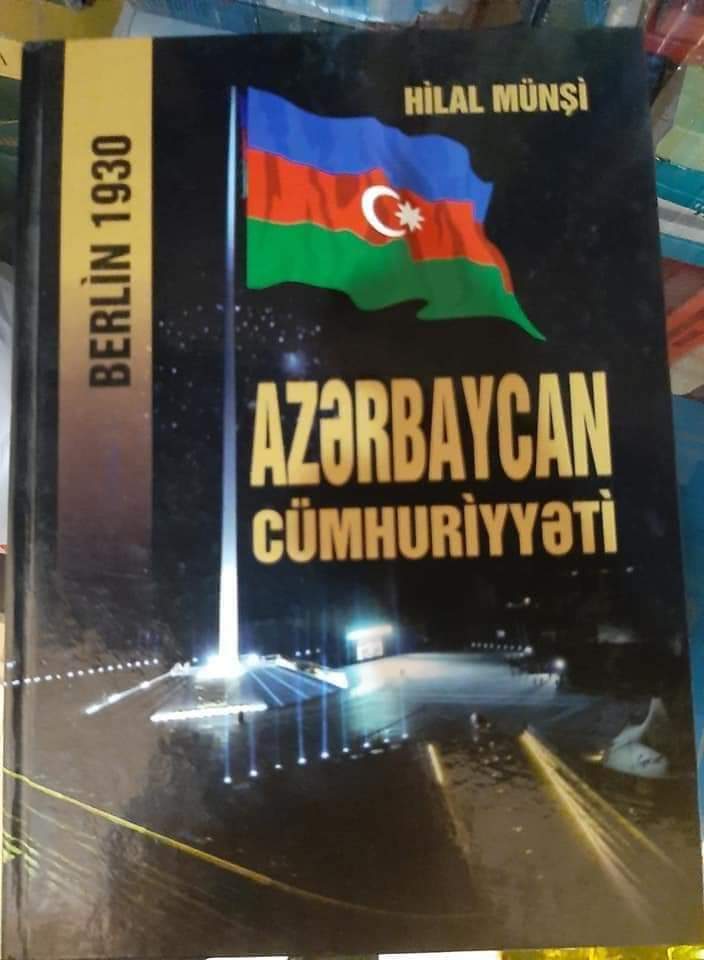 HİLAL MÜNŞİ
BERLİN 1930
AZƏRBAYCAN
CÜMHURİYYƏTİ